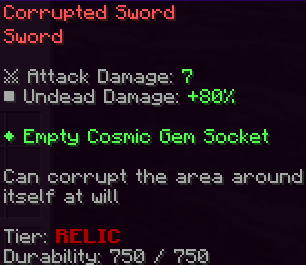 Corrupted Sword
Sword
⚔ Attack Damage: 7
■ Undead Damage: +80%
◆ Empty Cosmic Gem Socket
Can corrupt the area around
itself at will
Tier: RELIC
Durability: 750 / 750